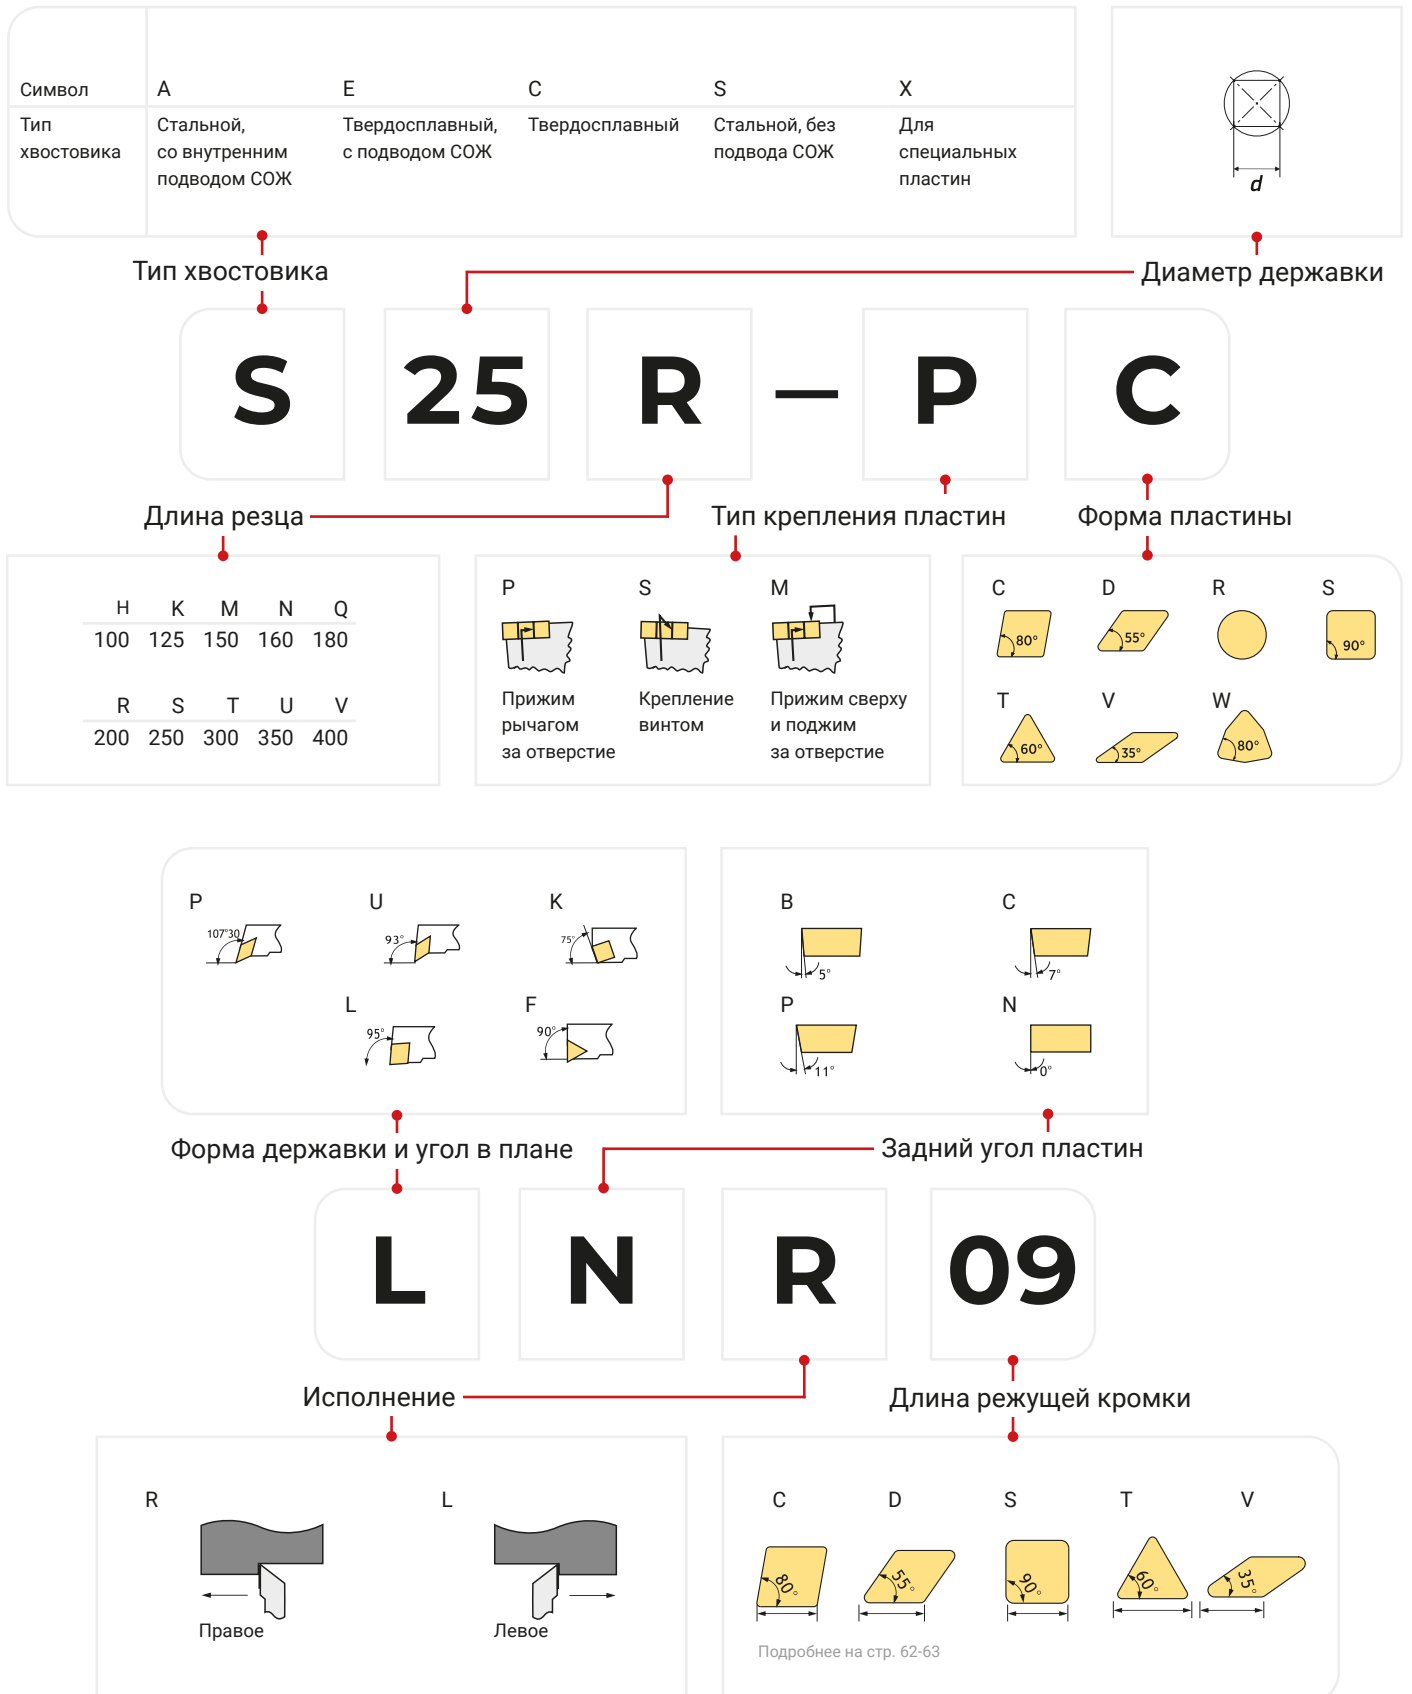 Символ A E C S X
Тип хвостовика
Стальной, со внутренним подводом СОЖ
Твердосплавный, с подводом СОЖ
Твердосплавный
Стальной, без подвода СОЖ
Для специальных пластин
d
Тип хвостовика
Диаметр державки
S 25 R – P C
Длина резца
Тип крепления пластин
Форма пластины
H K M N Q
100 125 150 160 180
R S T U V
200 250 300 350 400
P S M
Прижим рычагом за отверстие
Крепление винтом
Прижим сверху и поджим за отверстие
C D R S
80° 55° 90°
T V W
60° 35° 80°
P U K
107°30 93° 75°
L F
95° 90°
B C
5° 7°
P N
11° 0°
Форма державки и угол в плане
Задний угол пластин
L N R 09
Исполнение
Длина режущей кромки
R L
Правое Левое
C D S T V
80° 55° 90° 60° 35°
Подробнее на стр. 62-63